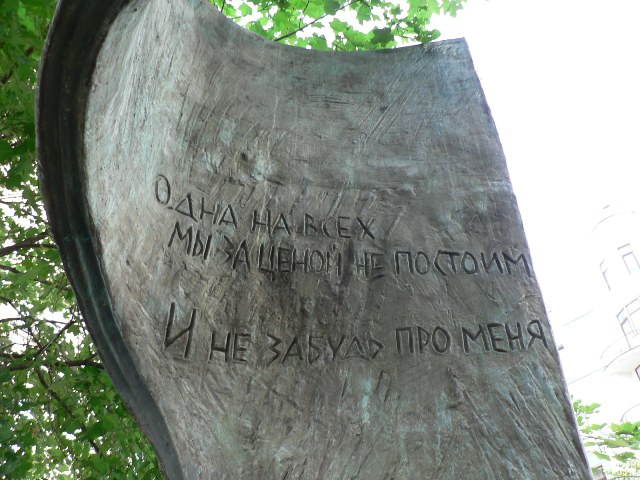 ОДНА НА ВСЕХ
МЫ ЗА ЦЕНОЙ НЕ ПОСТОИМ
И НЕ ЗАБУДЬ ПРО МЕНЯ